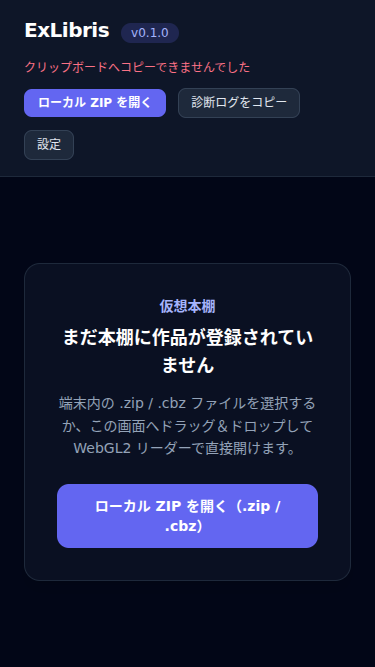 ExLibris v0.1.0
クリップボードへコピーできませんでした
ローカル ZIP を開く 診断ログをコピー
設定
仮想本棚
まだ本棚に作品が登録されてい
ません
端末内の .zip / .cbz ファイルを選択する
か、この画面へドラッグ＆ドロップして
WebGL2 リーダーで直接開けます。
ローカル ZIP を開く（.zip /
.cbz）